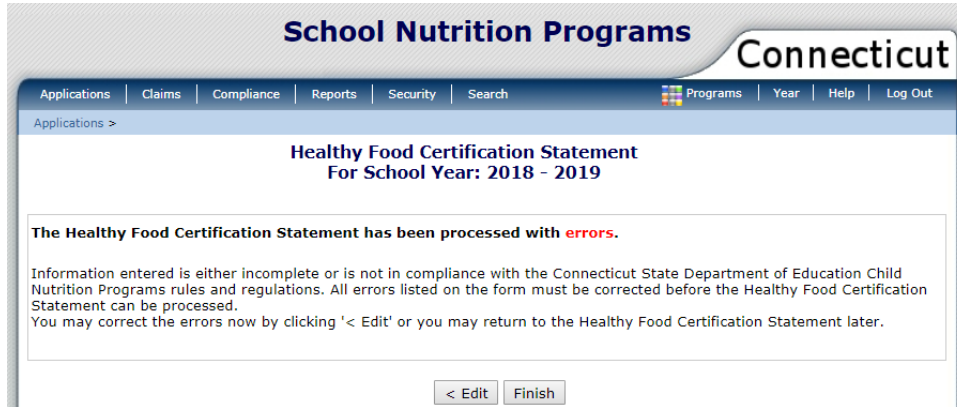 School Nutrition Programs
Connecticut
Applications | Claims | Compliance | Reports | Security | Search Programs | Year | Help | Log Out
Applications >
Healthy Food Certification Statement
For School Year: 2018 - 2019
The Healthy Food Certification Statement has been processed with errors.
Information entered is either incomplete or is not in compliance with the Connecticut State Department of Education Child
Nutrition Programs rules and regulations. All errors listed on the form must be corrected before the Healthy Food Certification
Statement can be processed.
You may correct the errors now by clicking '< Edit' or you may return to the Healthy Food Certification Statement later.
< Edit Finish